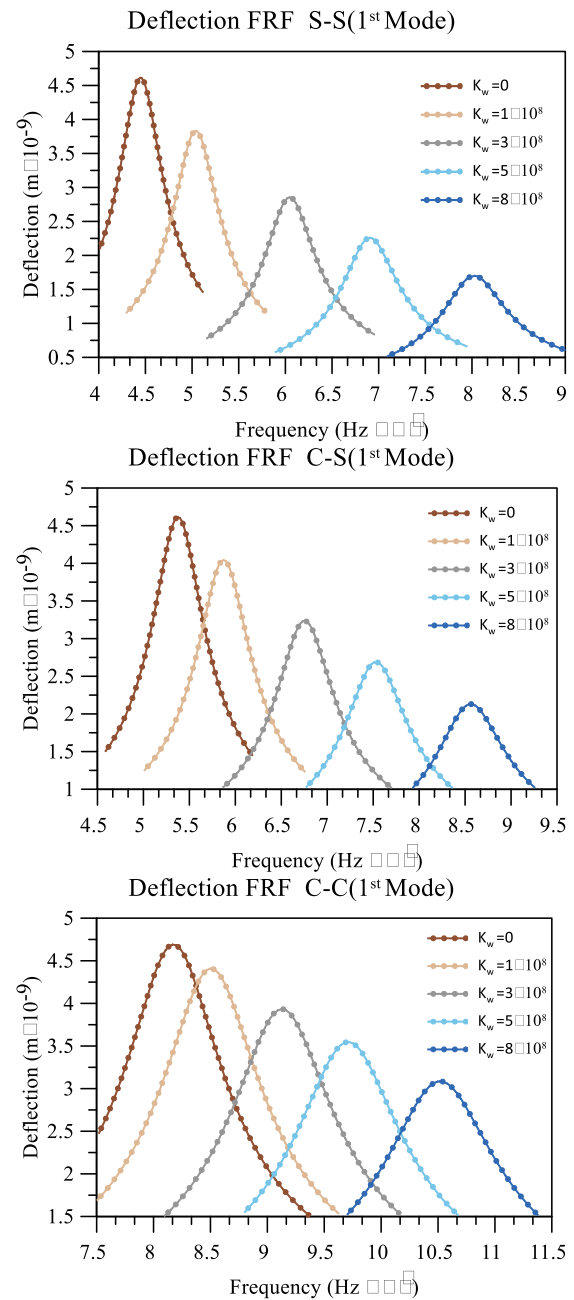 Deflection FRF S-S(1st Mode)
Deflection (m□10-9)
5
4.5
4
3.5
3
2.5
2
1.5
1
0.5
Kw=0
Kw=1□10⁸
Kw=3□10⁸
Kw=5□10⁸
Kw=8□10⁸
4 4.5 5 5.5 6 6.5 7 7.5 8 8.5 9
Frequency (Hz □□□□)
Deflection FRF C-S(1st Mode)
Deflection (m□10-9)
5
4.5
4
3.5
3
2.5
2
1.5
1
Kw=0
Kw=1□10⁸
Kw=3□10⁸
Kw=5□10⁸
Kw=8□10⁸
4.5 5 5.5 6 6.5 7 7.5 8 8.5 9 9.5
Frequency (Hz □□□□)
Deflection FRF C-C(1st Mode)
Deflection (m□10-9)
5
4.5
4
3.5
3
2.5
2
1.5
Kw=0
Kw=1□10⁸
Kw=3□10⁸
Kw=5□10⁸
Kw=8□10⁸
7.5 8 8.5 9 9.5 10 10.5 11 11.5
Frequency (Hz □□□□)